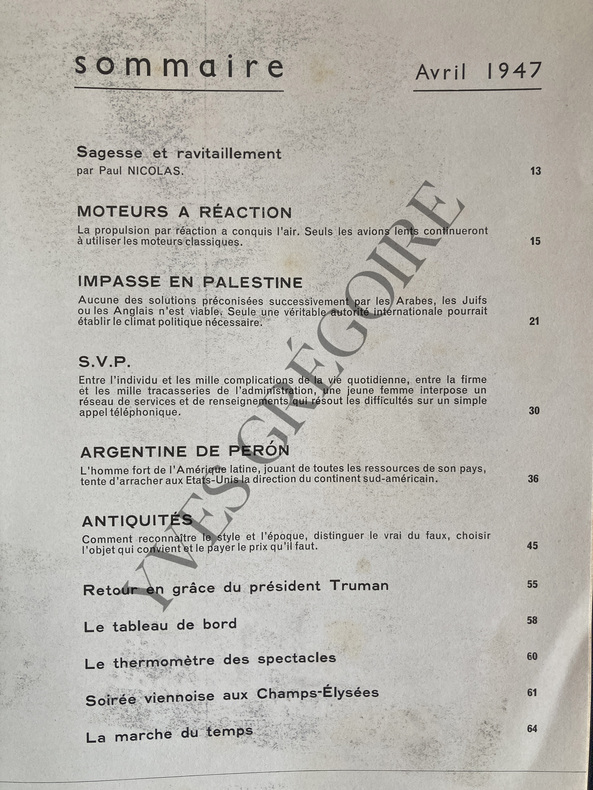 sommaire
Avril 1947
Sagesse et ravitaillement
par Paul NICOLAS.
13
MOTEURS A RÉACTION
La propulsion par réaction a conquis l'air. Seuls les avions lents continueront
à utiliser les moteurs classiques.
15
IMPASSE EN PALESTINE
Aucune des solutions préconisées successivement par les Arabes, les Juifs
ou les Anglais n'est viable. Seule une véritable autorité internationale pourrait
établir le climat politique nécessaire.
21
S.V.P.
Entre l'individu et les mille complications de la vie quotidienne, entre la firme
et les mille tracasseries de l'administration, une jeune femme interpose un
réseau de services et de renseignements qui résout les difficultés sur un simple
appel téléphonique.
30
ARGENTINE DE PERÓN
L'homme fort de l'Amérique latine, jouant de toutes les ressources de son pays,
tente d'arracher aux Etats-Unis la direction du continent sud-américain.
36
ANTIQUITÉS
Comment reconnaître le style et l'époque, distinguer le vrai du faux, choisir
l'objet qui convient et le payer le prix qu'il faut.
45
Retour en grâce du président Truman
55
Le tableau de bord
58
Le thermomètre des spectacles
60
Soirée viennoise aux Champs-Élysées
61
La marche du temps
64
YVES GRÉGOIRE